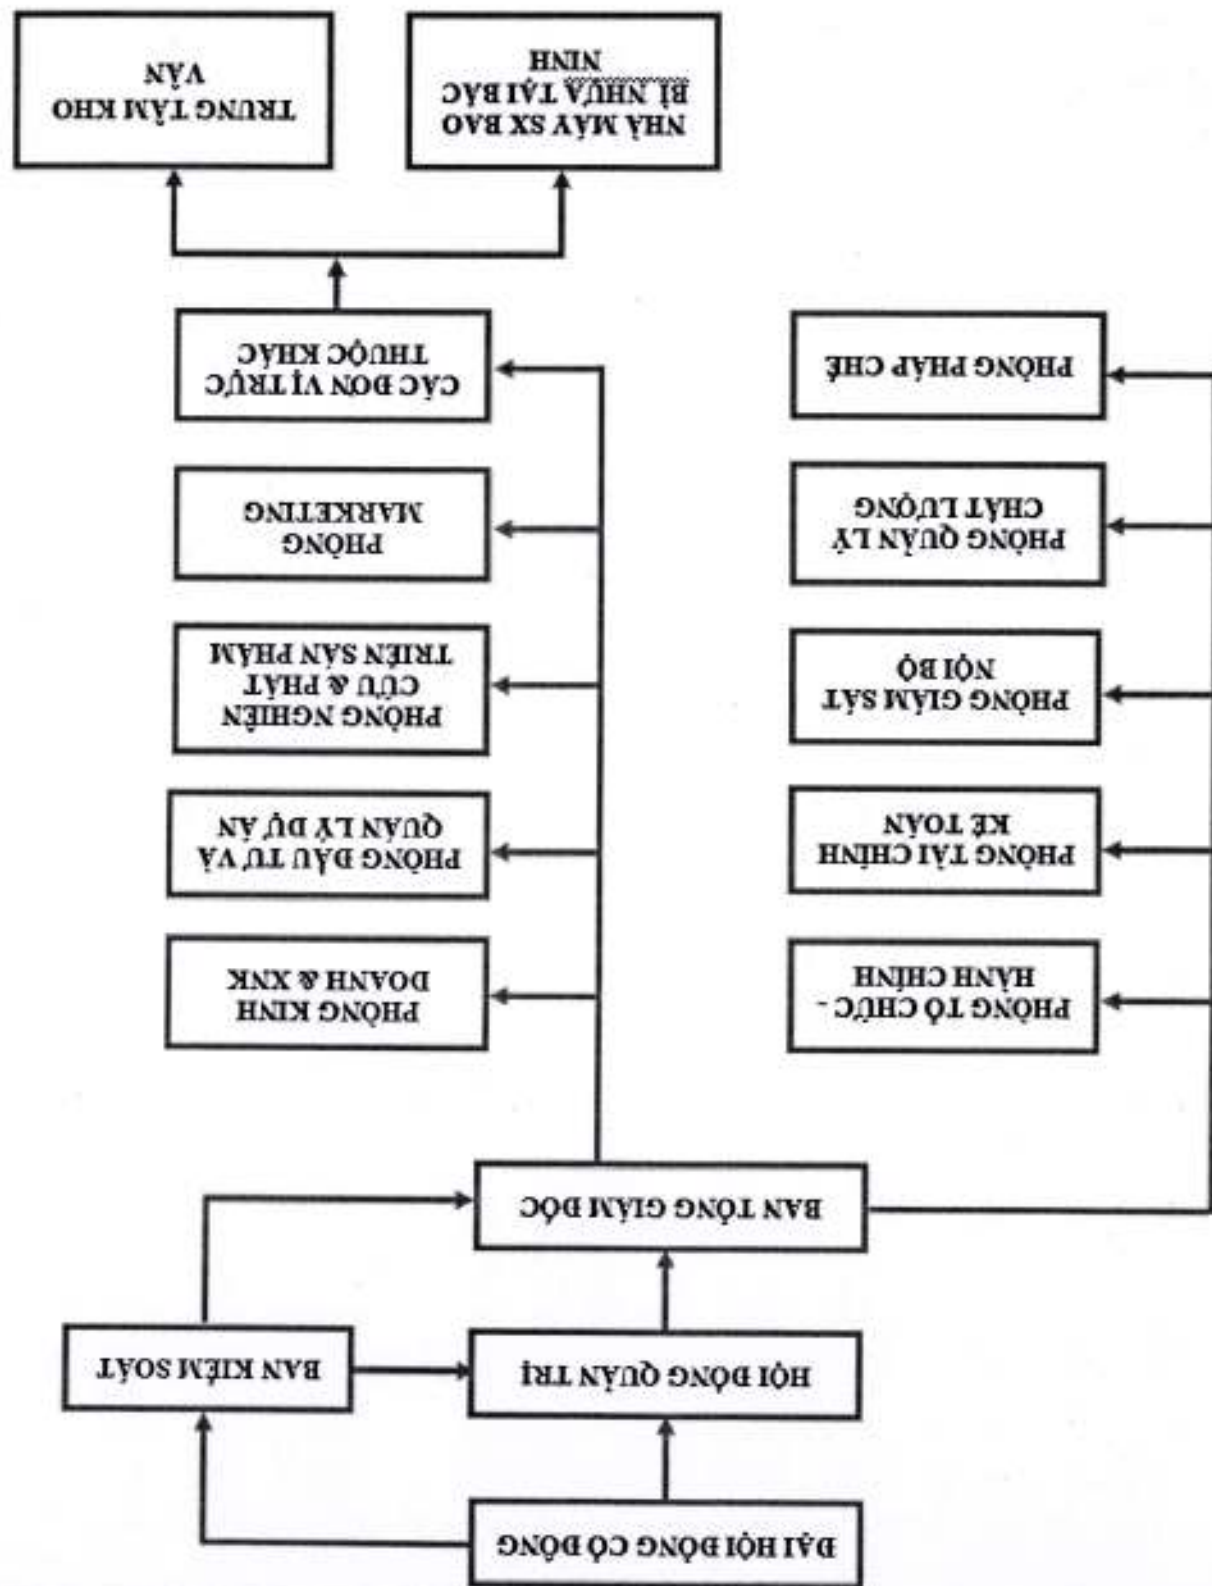 ĐẠI HỘI ĐỒNG CỔ ĐÔNG
HỘI ĐỒNG QUẢN TRỊ
BAN KIỂM SOÁT
BAN TỔNG GIÁM ĐỐC
PHÒNG TỔ CHỨC -
HÀNH CHÍNH
PHÒNG TÀI CHÍNH
KẾ TOÁN
PHÒNG GIÁM SÁT
NỘI BỘ
PHÒNG QUẢN LÝ
CHẤT LƯỢNG
PHÒNG PHÁP CHẾ
PHÒNG KINH
DOANH & XNK
PHÒNG ĐẦU TƯ VÀ
QUẢN LÝ DỰ ÁN
PHÒNG NGHIÊN
CỨU & PHÁT
TRIỂN SẢN PHẨM
PHÒNG
MARKETING
CÁC ĐƠN VỊ TRỰC
THUỘC KHÁC
NHÀ MÁY SX BAO
BÌ NHỰA TẠI BẮC
NINH
TRUNG TÂM KHO
VẬN